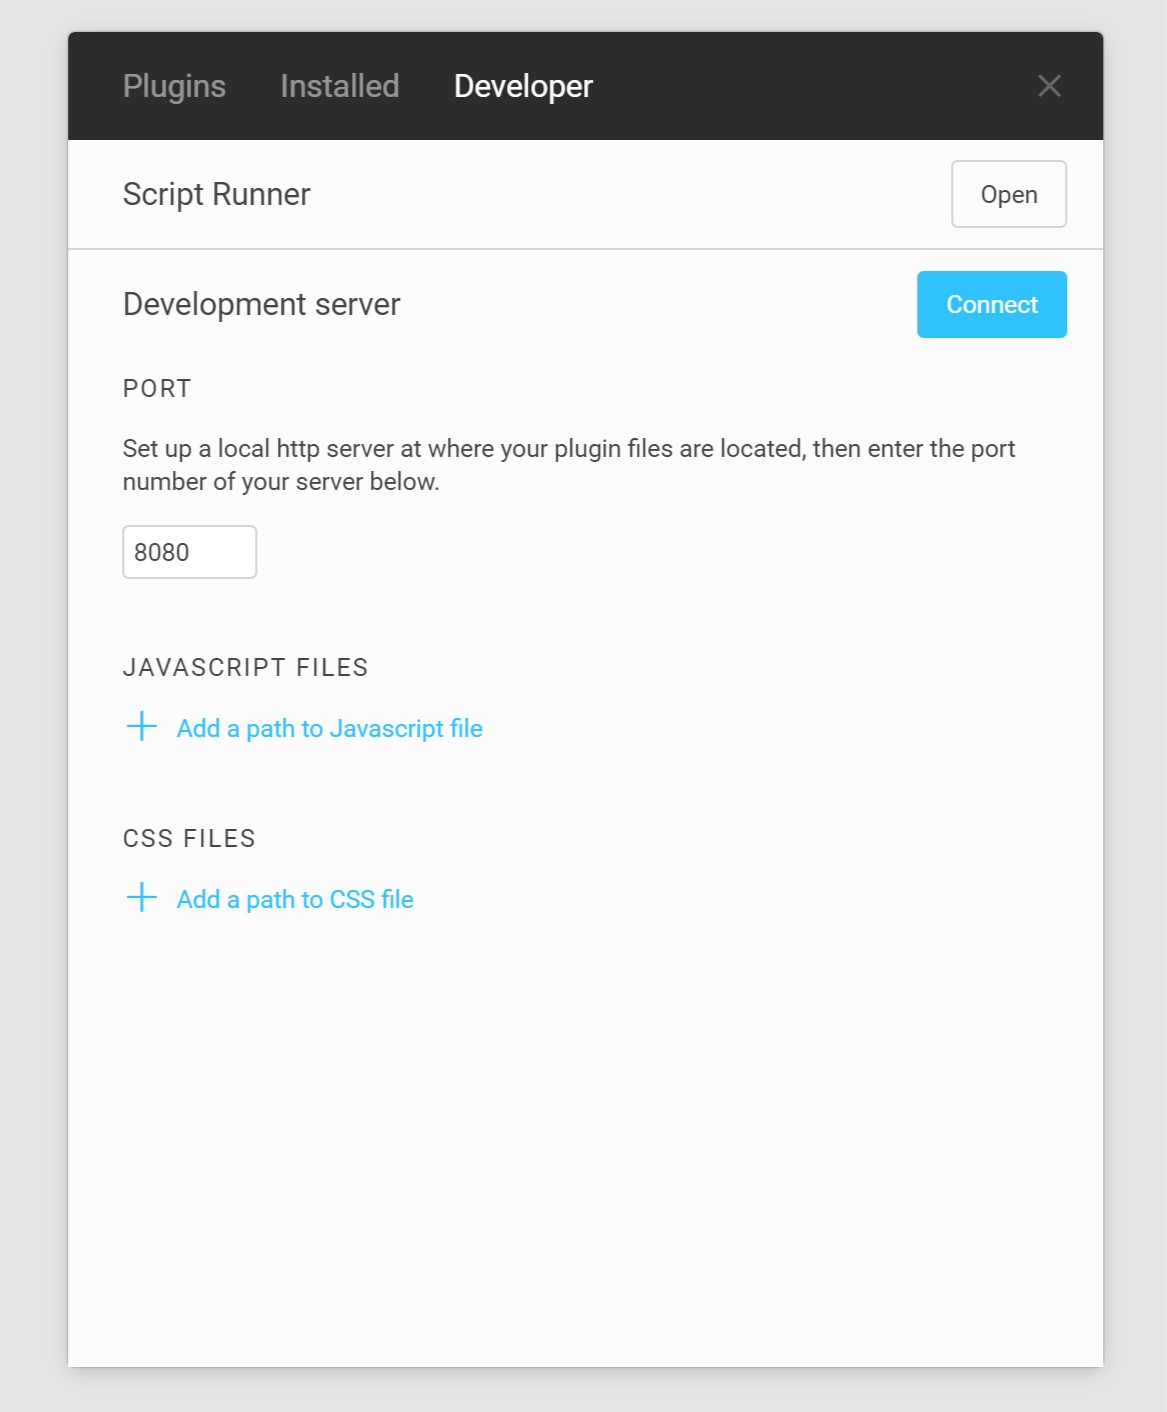 Plugins Installed Developer
Script Runner
Open
Development server
Connect
PORT
Set up a local http server at where your plugin files are located, then enter the port
number of your server below.
8080
JAVASCRIPT FILES
Add a path to Javascript file
CSS FILES
Add a path to CSS file